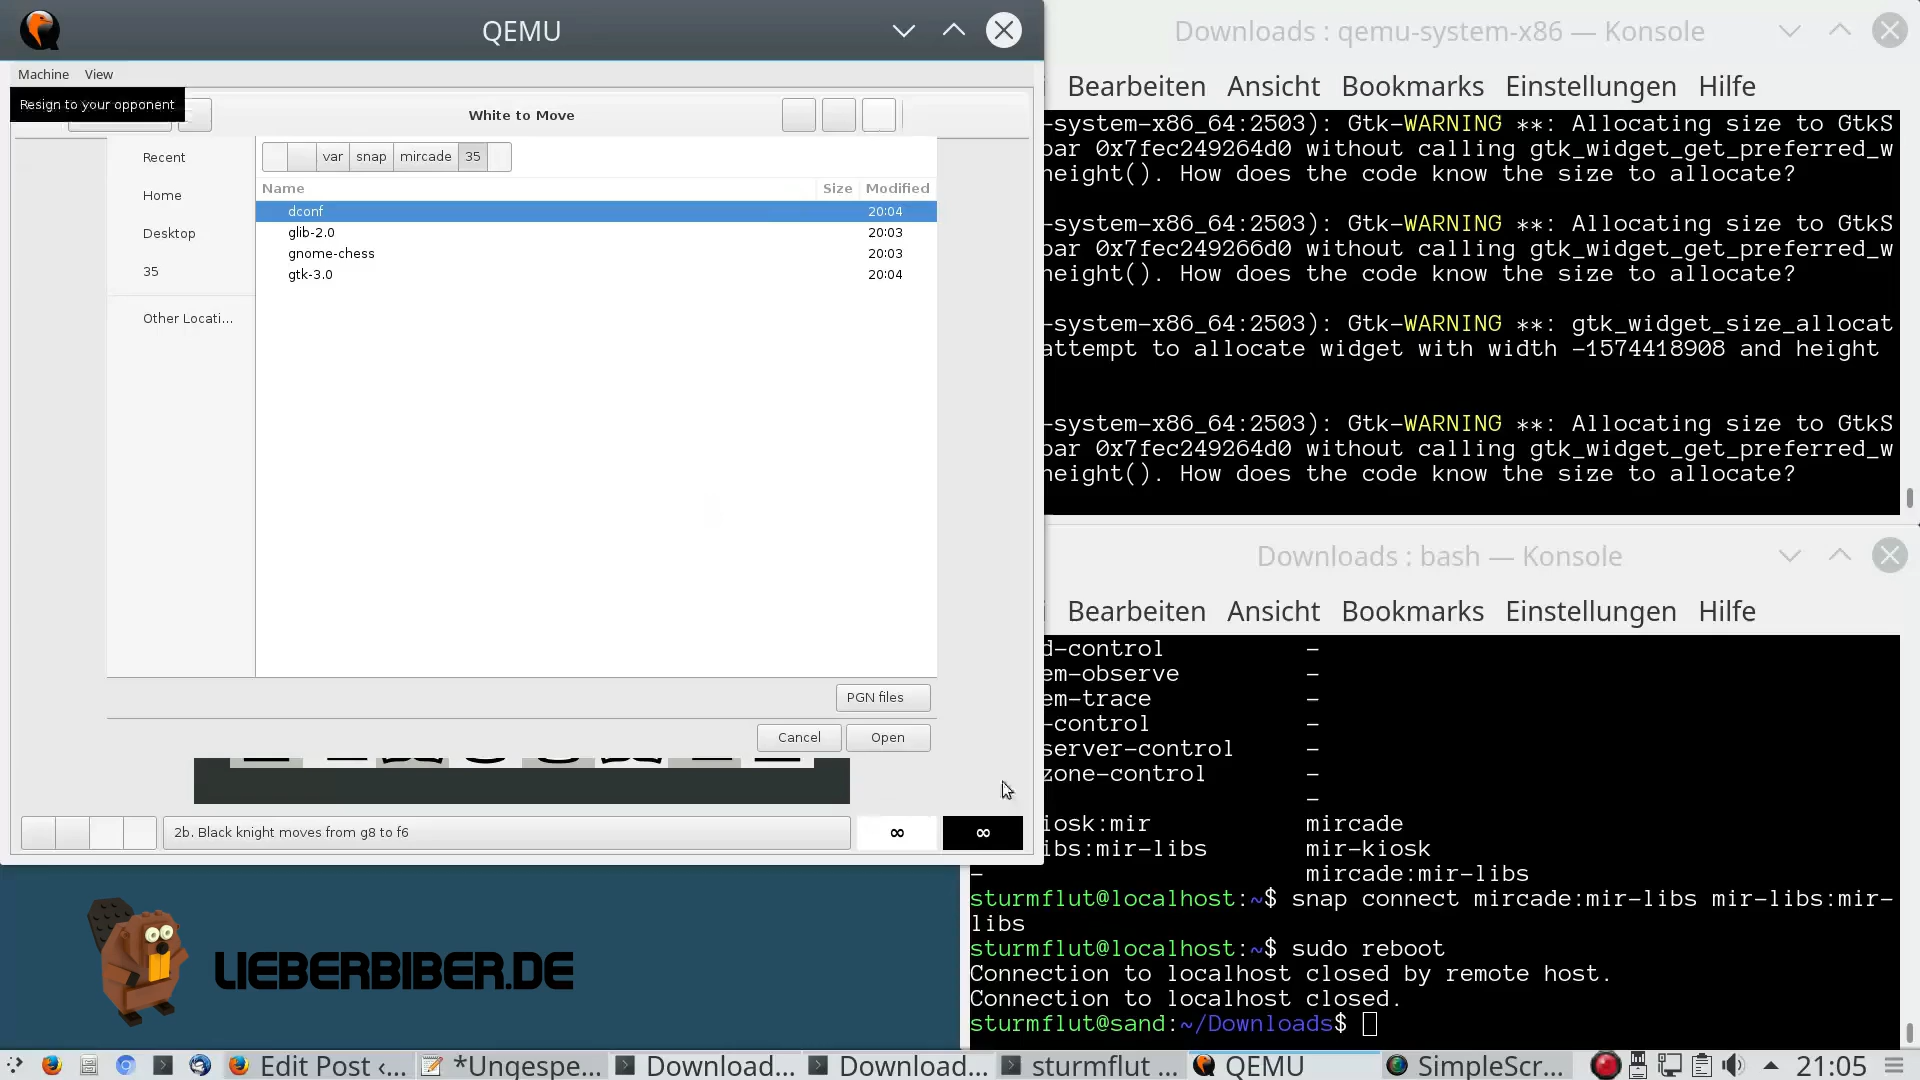 QEMU
Machine View
Resign to your opponent
White to Move
Recent
Home
Desktop
35
Other Locati...
var snap mircade 35
Name Size Modified
dconf 20:04
glib-2.0 20:03
gnome-chess 20:03
gtk-3.0 20:04
PGN files
Cancel Open
2b. Black knight moves from g8 to f6
∞ ∞
LIEBERBIBER.DE
Downloads : qemu-system-x86 — Konsole
Bearbeiten Ansicht Bookmarks Einstellungen Hilfe
-system-x86_64:2503): Gtk-WARNING **: Allocating size to GtkS
bar 0x7fec249264d0 without calling gtk_widget_get_preferred_w
height(). How does the code know the size to allocate?
-system-x86_64:2503): Gtk-WARNING **: Allocating size to GtkS
bar 0x7fec249266d0 without calling gtk_widget_get_preferred_w
height(). How does the code know the size to allocate?
-system-x86_64:2503): Gtk-WARNING **: gtk_widget_size_allocat
attempt to allocate widget with width -1574418908 and height
-system-x86_64:2503): Gtk-WARNING **: Allocating size to GtkS
bar 0x7fec249264d0 without calling gtk_widget_get_preferred_w
height(). How does the code know the size to allocate?
Downloads : bash — Konsole
Bearbeiten Ansicht Bookmarks Einstellungen Hilfe
d-control -
em-observe -
em-trace -
-control -
server-control -
zone-control -
-
iosk:mir mircade
ibs:mir-libs mir-kiosk
- mircade:mir-libs
sturmflut@localhost:~$ snap connect mircade:mir-libs mir-libs:mir-
libs
sturmflut@localhost:~$ sudo reboot
Connection to localhost closed by remote host.
Connection to localhost closed.
sturmflut@sand:~/Downloads$
Edit Post ‹... *Ungespe... Download... Download... sturmflut ... QEMU SimpleScr... 21:05